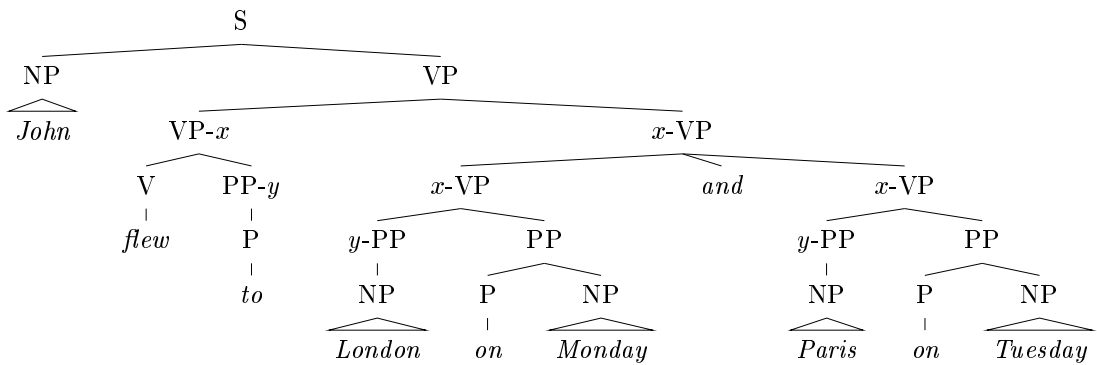 S
NP VP
John VP-x x-VP
V PP-y x-VP and x-VP
flew P y-PP PP y-PP PP
to NP P NP NP P NP
London on Monday Paris on Tuesday